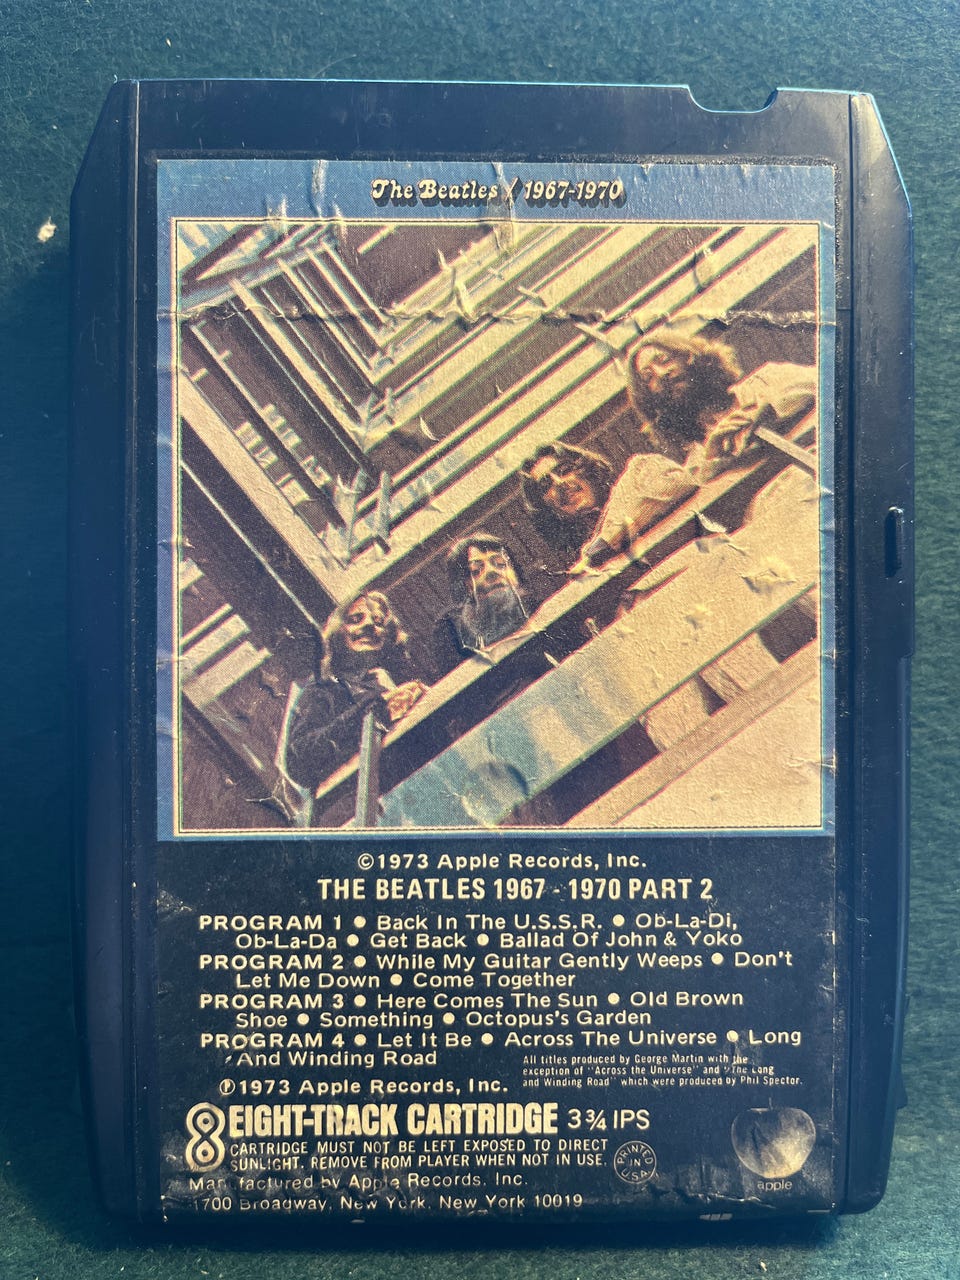 The Beatles / 1967-1970
©1973 Apple Records, Inc.
THE BEATLES 1967 - 1970 PART 2
PROGRAM 1 ● Back In The U.S.S.R. ● Ob-La-Di,
Ob-La-Da ● Get Back ● Ballad Of John & Yoko
PROGRAM 2 ● While My Guitar Gently Weeps ● Don't
Let Me Down ● Come Together
PROGRAM 3 ● Here Comes The Sun ● Old Brown
Shoe ● Something ● Octopus's Garden
PROGRAM 4 ● Let It Be ● Across The Universe ● Long
And Winding Road
All titles produced by George Martin with the
exception of "Across the Universe" and "The Long
and Winding Road" which were produced by Phil Spector.
℗1973 Apple Records, Inc.
8 EIGHT-TRACK CARTRIDGE 3¾ IPS
CARTRIDGE MUST NOT BE LEFT EXPOSED TO DIRECT
SUNLIGHT. REMOVE FROM PLAYER WHEN NOT IN USE.
PRINTED IN USA
apple
Manufactured by Apple Records, Inc.
1700 Broadway, New York, New York 10019